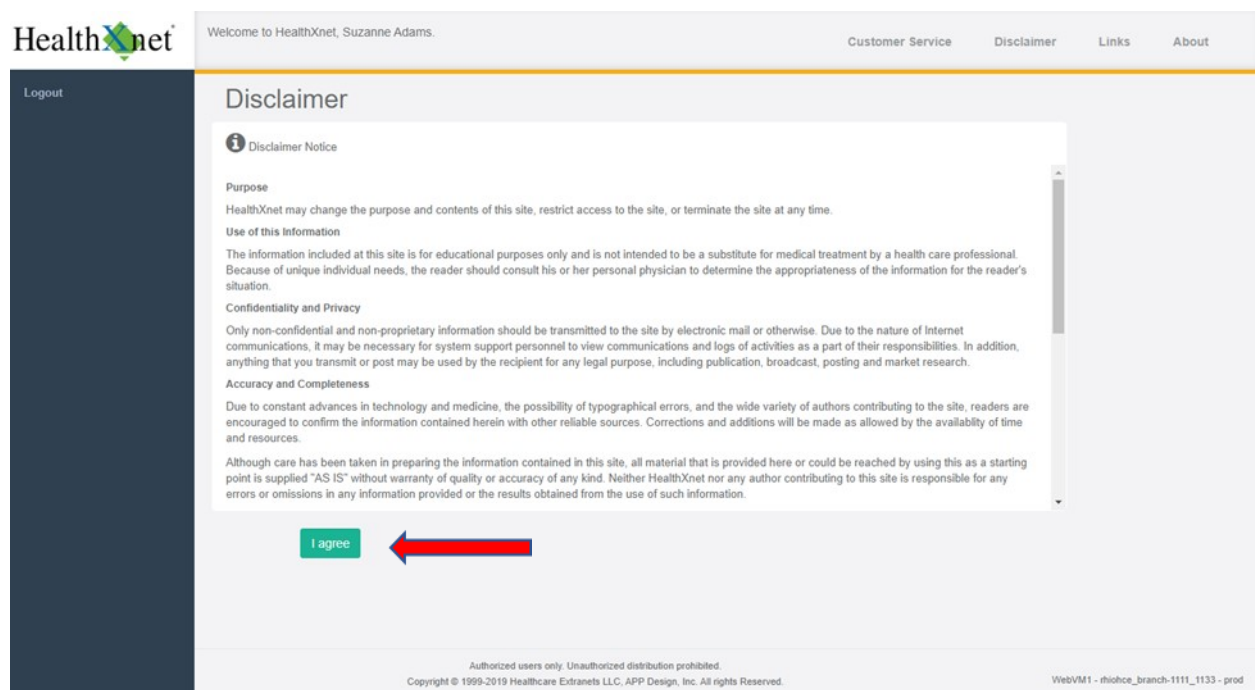 HealthXnet
Welcome to HealthXnet, Suzanne Adams.
Customer Service Disclaimer Links About
Logout
Disclaimer
Disclaimer Notice
Purpose
HealthXnet may change the purpose and contents of this site, restrict access to the site, or terminate the site at any time.
Use of this Information
The information included at this site is for educational purposes only and is not intended to be a substitute for medical treatment by a health care professional.
Because of unique individual needs, the reader should consult his or her personal physician to determine the appropriateness of the information for the reader's
situation.
Confidentiality and Privacy
Only non-confidential and non-proprietary information should be transmitted to the site by electronic mail or otherwise. Due to the nature of Internet
communications, it may be necessary for system support personnel to view communications and logs of activities as a part of their responsibilities. In addition,
anything that you transmit or post may be used by the recipient for any legal purpose, including publication, broadcast, posting and market research.
Accuracy and Completeness
Due to constant advances in technology and medicine, the possibility of typographical errors, and the wide variety of authors contributing to the site, readers are
encouraged to confirm the information contained herein with other reliable sources. Corrections and additions will be made as allowed by the availablity of time
and resources.
Although care has been taken in preparing the information contained in this site, all material that is provided here or could be reached by using this as a starting
point is supplied "AS IS" without warranty of quality or accuracy of any kind. Neither HealthXnet nor any author contributing to this site is responsible for any
errors or omissions in any information provided or the results obtained from the use of such information.
I agree
Authorized users only. Unauthorized distribution prohibited.
Copyright © 1999-2019 Healthcare Extranets LLC, APP Design, Inc. All rights Reserved.
WebVM1 - rhiohce_branch-1111_1133 - prod